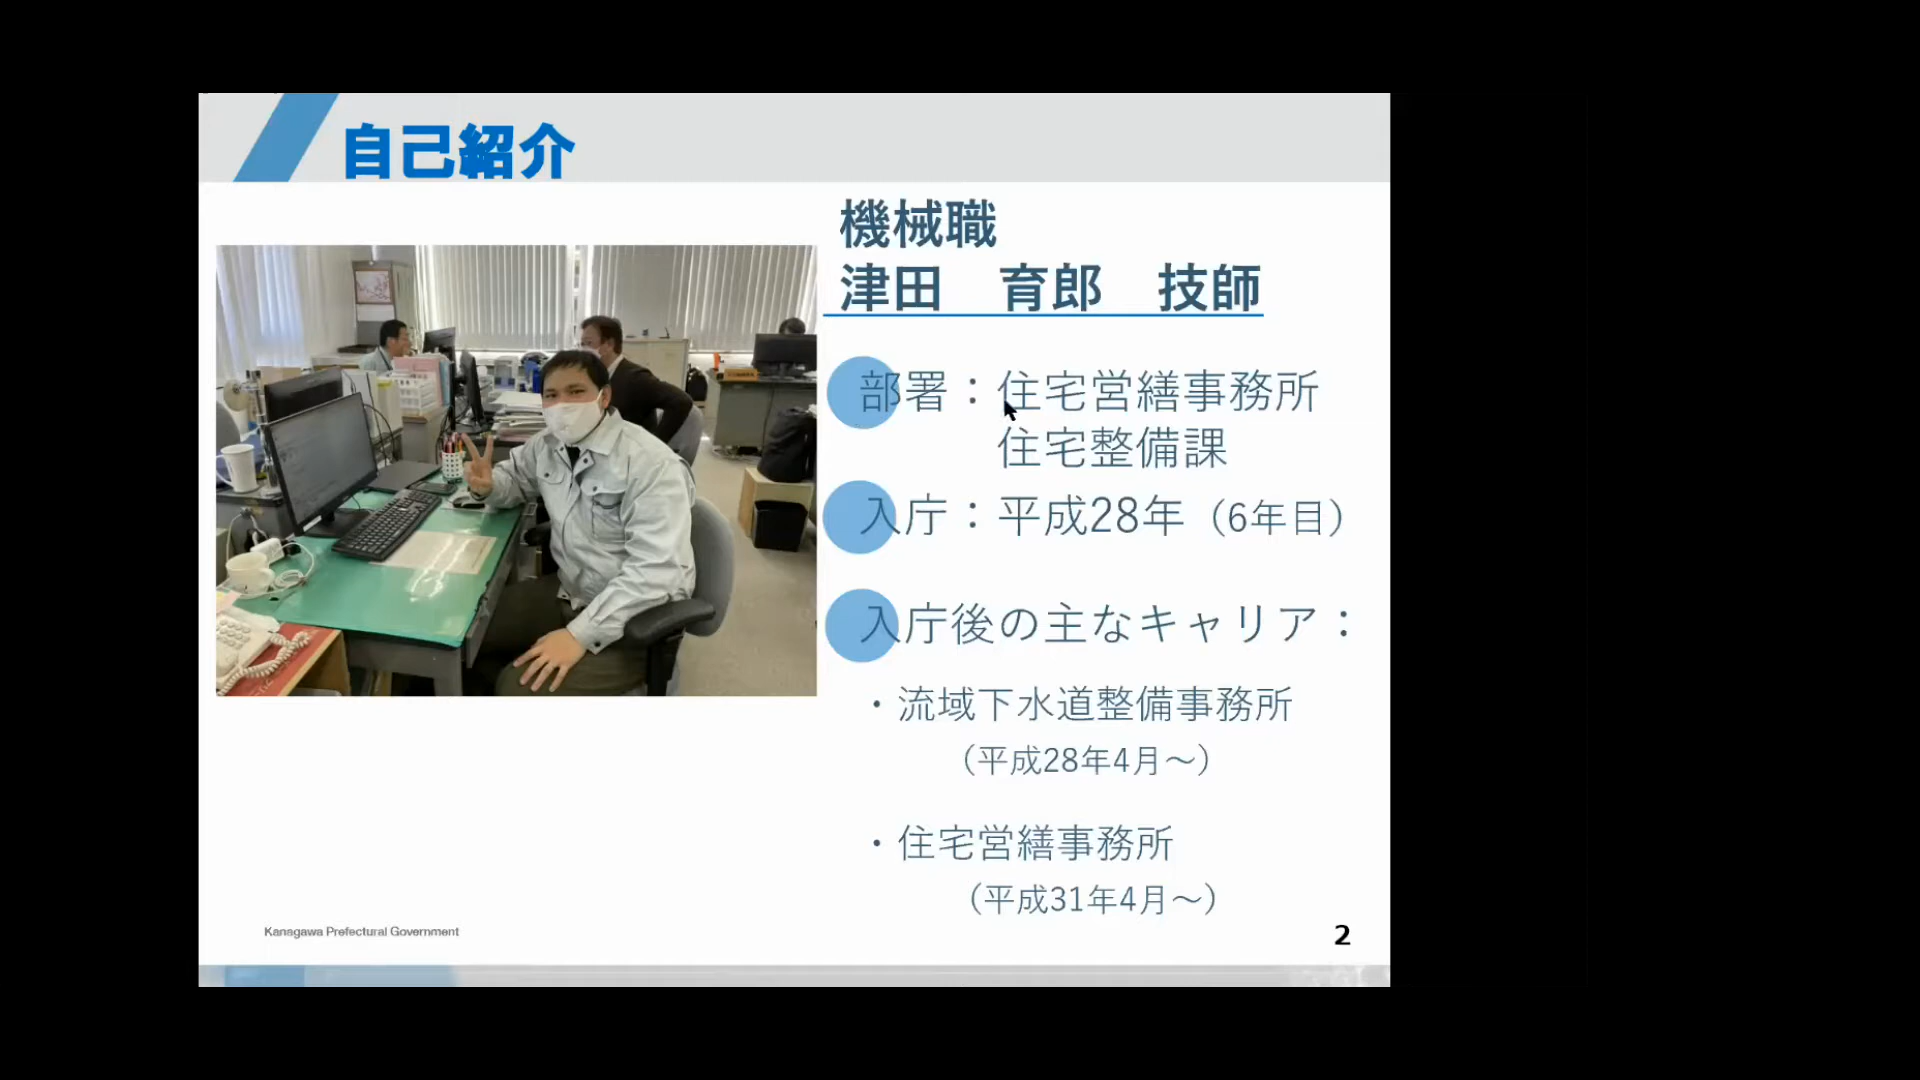 自己紹介
機械職
津田　育郎　技師
部署：住宅営繕事務所
住宅整備課
入庁：平成28年（6年目）
入庁後の主なキャリア：
・流域下水道整備事務所
（平成28年4月～）
・住宅営繕事務所
（平成31年4月～）
Kanagawa Prefectural Government
2